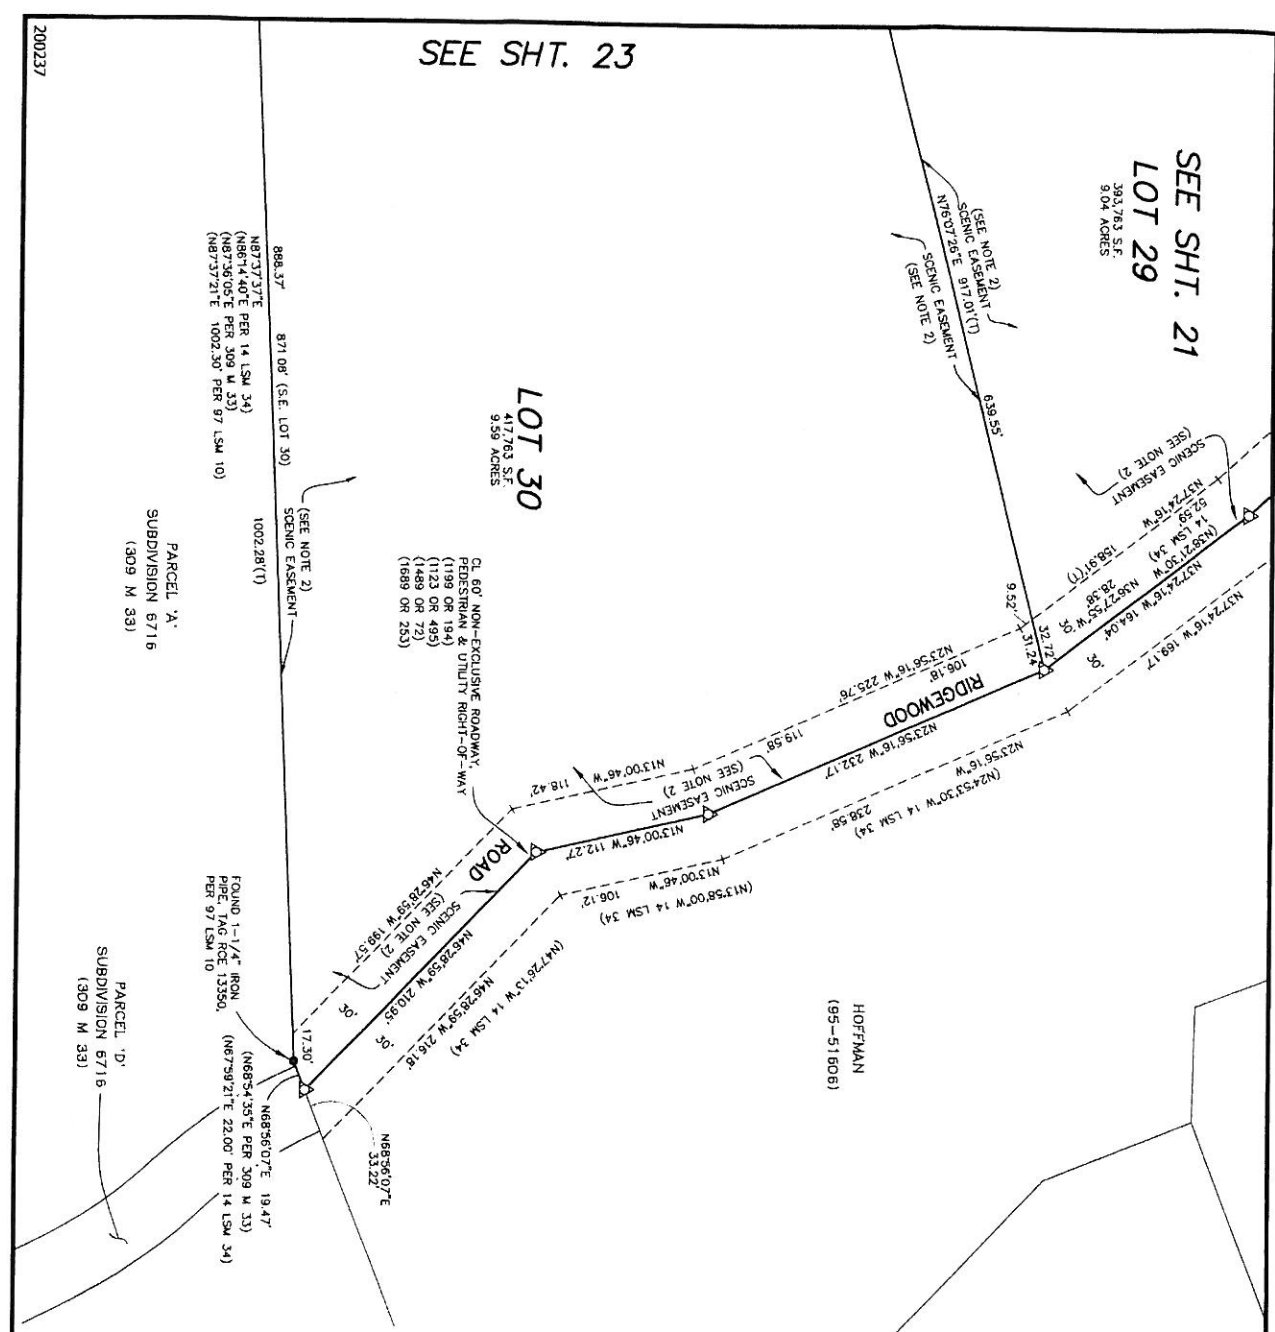 200237
SEE SHT. 23
SEE SHT. 21
LOT 29
393,763 S.F.
9.04 ACRES
(SEE NOTE 2)
SCENIC EASEMENT
N76°07'26"E 917.01'(T)
SCENIC EASEMENT
(SEE NOTE 2)
639.55'
SCENIC EASEMENT
(SEE NOTE 2)
N37°24'16"W
158.91'(T)
52.59'
(N38°21'30"W
14 LSM 34)
N37°24'16"W 164.04'
N36°27'55"W
28.38'
N37°24'16"W 169.17'
30'
30'
9.52'
32.72'
31.24'
888.37'
871.08' (S.E. LOT 30)
1002.28'(T)
N87°37'37"E
(N86°14'40"E PER 14 LSM 34)
(N87°36'05"E PER 309 M 33)
(N87°37'21"E 1002.30' PER 97 LSM 10)
LOT 30
417,763 S.F.
9.59 ACRES
(SEE NOTE 2)
SCENIC EASEMENT
PARCEL 'A'
SUBDIVISION 6716
(309 M 33)
CL 60' NON-EXCLUSIVE ROADWAY,
PEDESTRIAN & UTILITY RIGHT-OF-WAY
(1199 OR 194)
(1123 OR 495)
(1489 OR 72)
(1689 OR 253)
RIDGEWOOD
106.18'
N23°56'16"W 225.76'
119.58'
N23°56'16"W 232.17'
N23°56'16"W
(N24°53'30"W 14 LSM 34)
238.58'
SCENIC EASEMENT
(SEE NOTE 2)
N13°00'46"W
118.42'
N13°00'46"W 112.27'
N13°00'46"W
106.12'
(N13°58'00"W 14 LSM 34)
ROAD
N46°28'59"W 199.57'
SCENIC EASEMENT
(SEE NOTE 2)
N46°28'59"W 210.95'
N46°28'59"W 216.18'
(N47°26'13"W 14 LSM 34)
30'
30'
HOFFMAN
(95-51606)
FOUND 1-1/4" IRON
PIPE, TAG RCE 13350,
PER 97 LSM 10
17.30'
N68°56'07"E 19.47'
(N68°54'35"E PER 309 M 33)
(N67°59'21"E 22.00' PER 14 LSM 34)
N68°56'07"E
33.22'
PARCEL 'D'
SUBDIVISION 6716
(309 M 33)